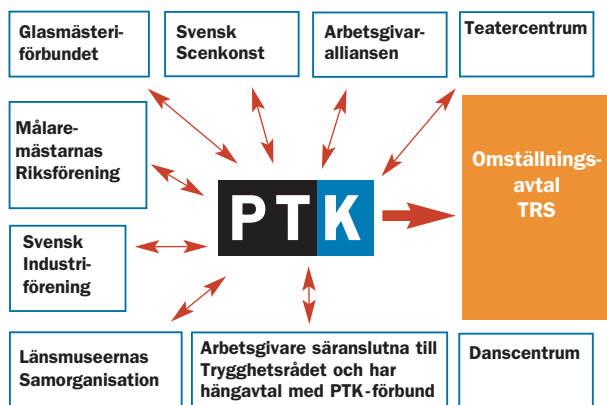 Glasmästeri-
förbundet
Svensk
Scenkonst
Arbetsgivar-
alliansen
Teatercentrum
Målare-
mästarnas
Riksförening
Omställnings-
avtal
TRS
PTK
Svensk
Industri-
förening
Länsmuseernas
Samorganisation
Arbetsgivare säranslutna till
Trygghetsrådet och har
hängavtal med PTK-förbund
Danscentrum